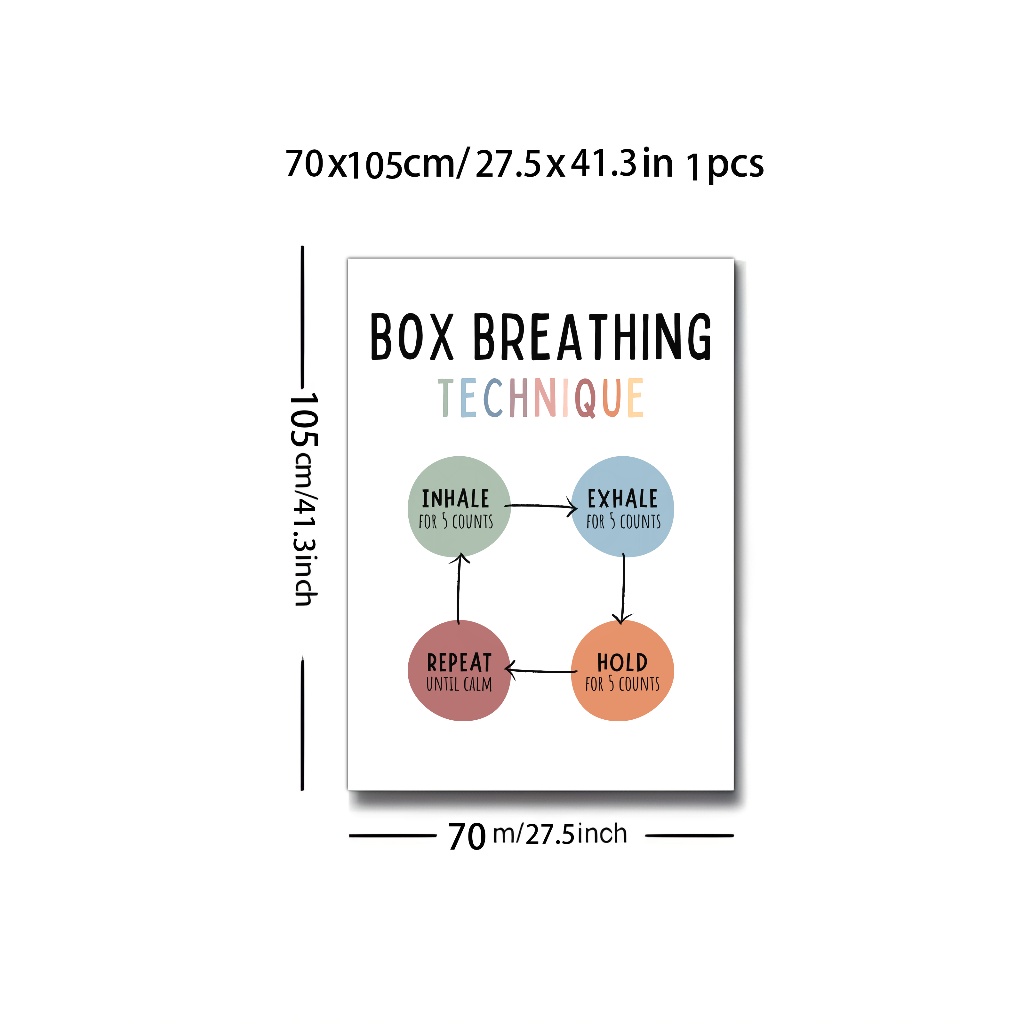 70x105cm/ 27.5x41.3in 1pcs
BOX BREATHING
TECHNIQUE
INHALE
FOR 5 COUNTS
EXHALE
FOR 5 COUNTS
REPEAT
UNTIL CALM
HOLD
FOR 5 COUNTS
105cm/41.3inch
70 m/27.5inch